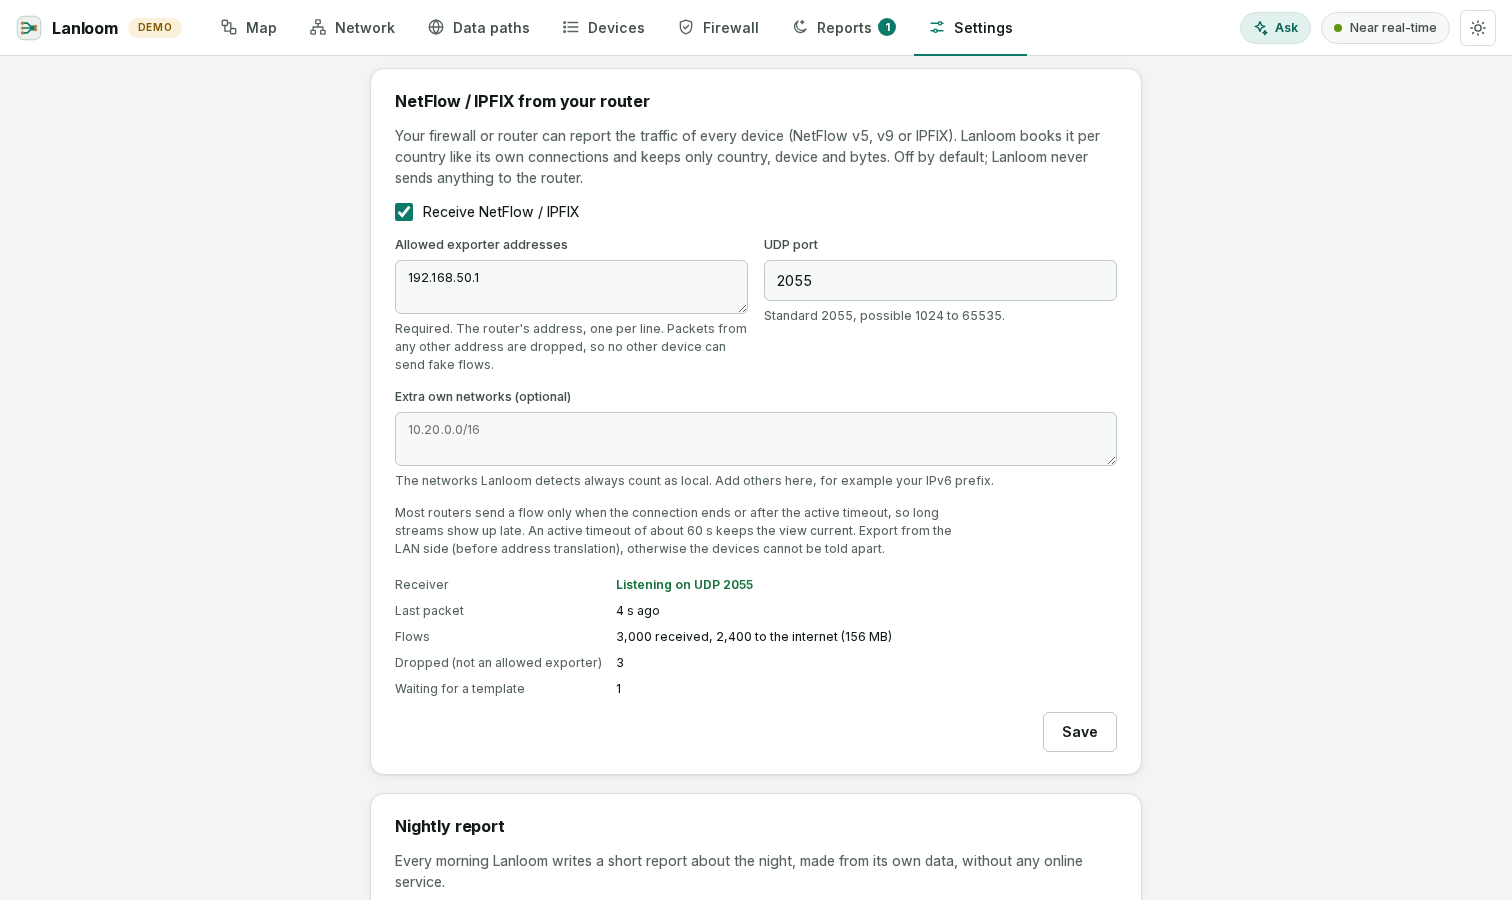 Lanloom DEMO Map Network Data paths Devices Firewall Reports 1 Settings Ask Near real-time
NetFlow / IPFIX from your router
Your firewall or router can report the traffic of every device (NetFlow v5, v9 or IPFIX). Lanloom books it per
country like its own connections and keeps only country, device and bytes. Off by default; Lanloom never
sends anything to the router.
Receive NetFlow / IPFIX
Allowed exporter addresses
192.168.50.1
Required. The router's address, one per line. Packets from
any other address are dropped, so no other device can
send fake flows.
UDP port
2055
Standard 2055, possible 1024 to 65535.
Extra own networks (optional)
10.20.0.0/16
The networks Lanloom detects always count as local. Add others here, for example your IPv6 prefix.
Most routers send a flow only when the connection ends or after the active timeout, so long
streams show up late. An active timeout of about 60 s keeps the view current. Export from the
LAN side (before address translation), otherwise the devices cannot be told apart.
Receiver Listening on UDP 2055
Last packet 4 s ago
Flows 3,000 received, 2,400 to the internet (156 MB)
Dropped (not an allowed exporter) 3
Waiting for a template 1
Save
Nightly report
Every morning Lanloom writes a short report about the night, made from its own data, without any online
service.